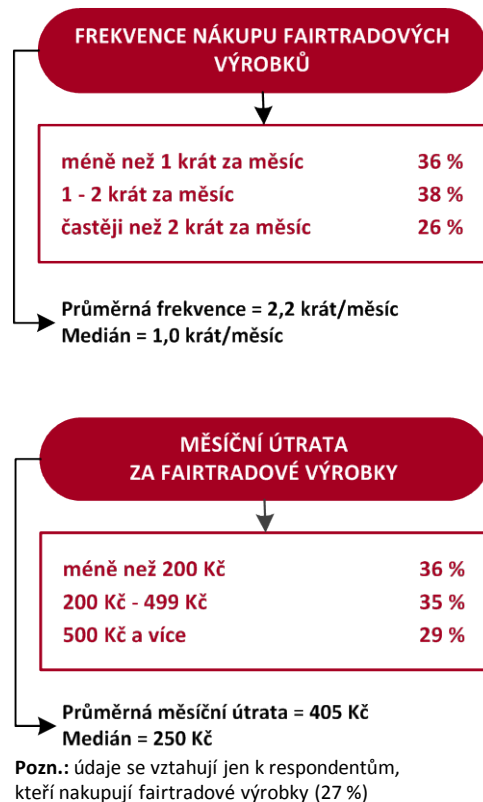 FREKVENCE NÁKUPU FAIRTRADOVÝCH
VÝROBKŮ
méně než 1 krát za měsíc 36 %
1 - 2 krát za měsíc 38 %
častěji než 2 krát za měsíc 26 %
Průměrná frekvence = 2,2 krát/měsíc
Medián = 1,0 krát/měsíc
MĚSÍČNÍ ÚTRATA
ZA FAIRTRADOVÉ VÝROBKY
méně než 200 Kč 36 %
200 Kč - 499 Kč 35 %
500 Kč a více 29 %
Průměrná měsíční útrata = 405 Kč
Medián = 250 Kč
Pozn.: údaje se vztahují jen k respondentům,
kteří nakupují fairtradové výrobky (27 %)